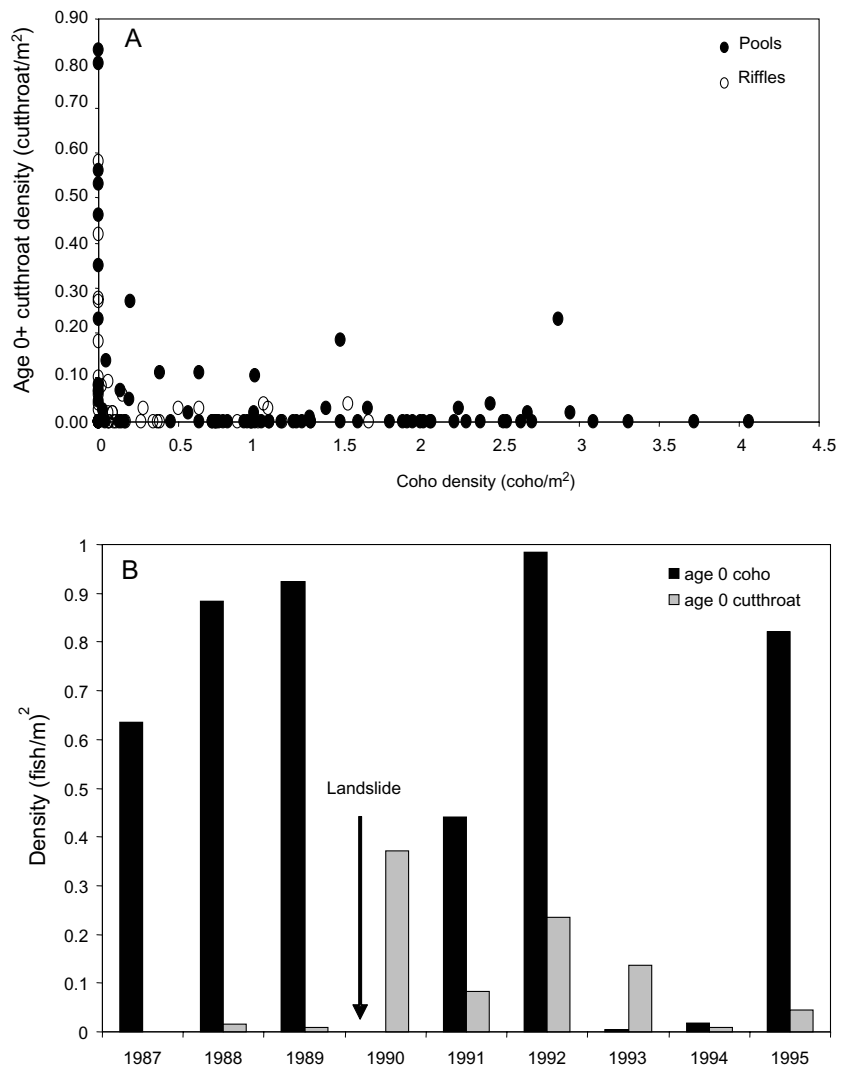 A
Pools
Riffles
Age 0+ cutthroat density (cutthroat/m²)
0.90
0.80
0.70
0.60
0.50
0.40
0.30
0.20
0.10
0.00
0 0.5 1 1.5 2 2.5 3 3.5 4 4.5
Coho density (coho/m²)
B
age 0 coho
age 0 cutthroat
Density (fish/m)²
1
0.9
0.8
0.7
0.6
0.5
0.4
0.3
0.2
0.1
0
Landslide
1987 1988 1989 1990 1991 1992 1993 1994 1995